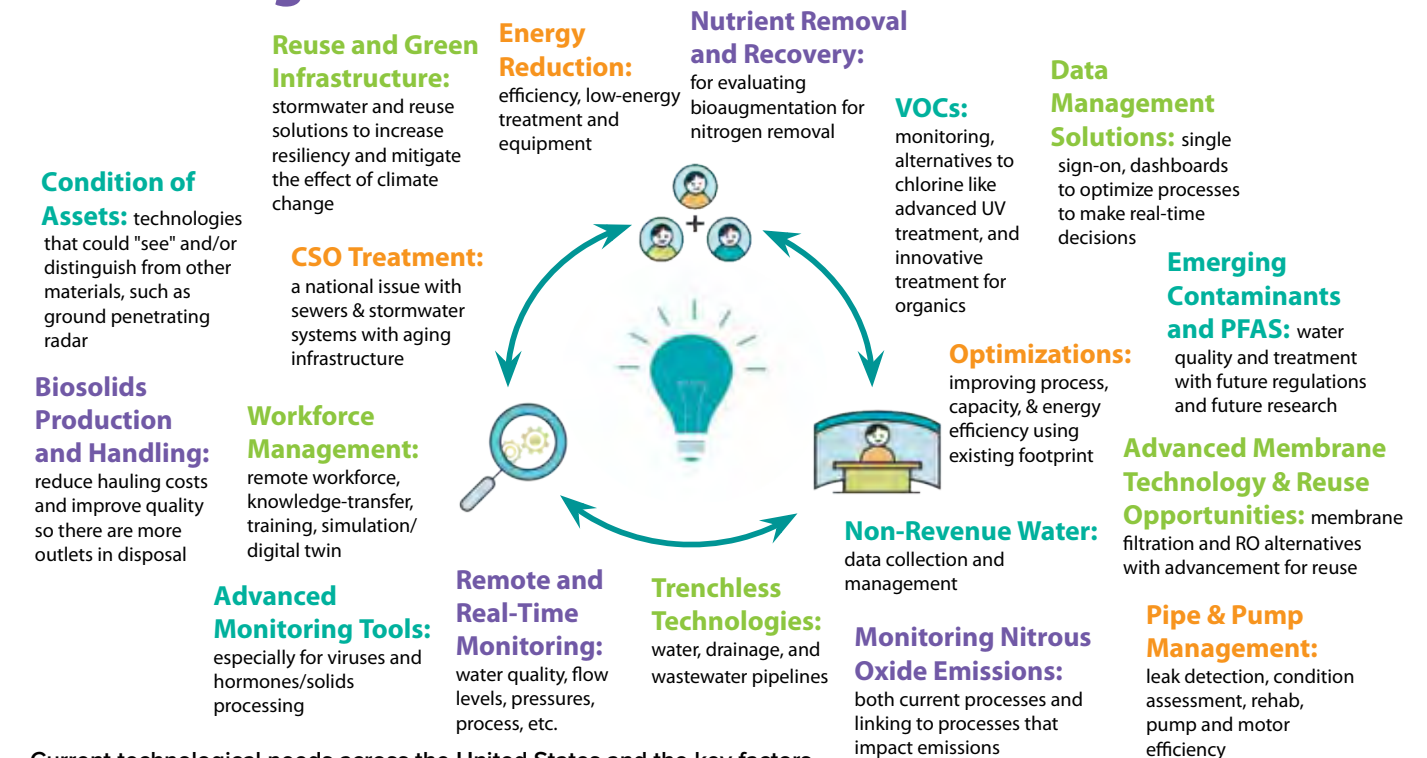 Reuse and Green
Infrastructure:
stormwater and reuse
solutions to increase
resiliency and mitigate
the effect of climate
change
Energy
Reduction:
efficiency, low-energy
treatment and
equipment
Nutrient Removal
and Recovery:
for evaluating
bioaugmentation for
nitrogen removal
VOCs:
monitoring,
alternatives to
chlorine like
advanced UV
treatment, and
innovative
treatment for
organics
Data
Management
Solutions: single
sign-on, dashboards
to optimize processes
to make real-time
decisions
Condition of
Assets: technologies
that could "see" and/or
distinguish from other
materials, such as
ground penetrating
radar
CSO Treatment:
a national issue with
sewers & stormwater
systems with aging
infrastructure
+
Emerging
Contaminants
and PFAS: water
quality and treatment
with future regulations
and future research
Optimizations:
improving process,
capacity, & energy
efficiency using
existing footprint
Biosolids
Production
and Handling:
reduce hauling costs
and improve quality
so there are more
outlets in disposal
Workforce
Management:
remote workforce,
knowledge-transfer,
training, simulation/
digital twin
Advanced Membrane
Technology & Reuse
Opportunities: membrane
filtration and RO alternatives
with advancement for reuse
Non-Revenue Water:
data collection and
management
Advanced
Monitoring Tools:
especially for viruses and
hormones/solids
processing
Remote and
Real-Time
Monitoring:
water quality, flow
levels, pressures,
process, etc.
Trenchless
Technologies:
water, drainage, and
wastewater pipelines
Monitoring Nitrous
Oxide Emissions:
both current processes and
linking to processes that
impact emissions
Pipe & Pump
Management:
leak detection, condition
assessment, rehab,
pump and motor
efficiency
Current technological needs across the United States and the key factors